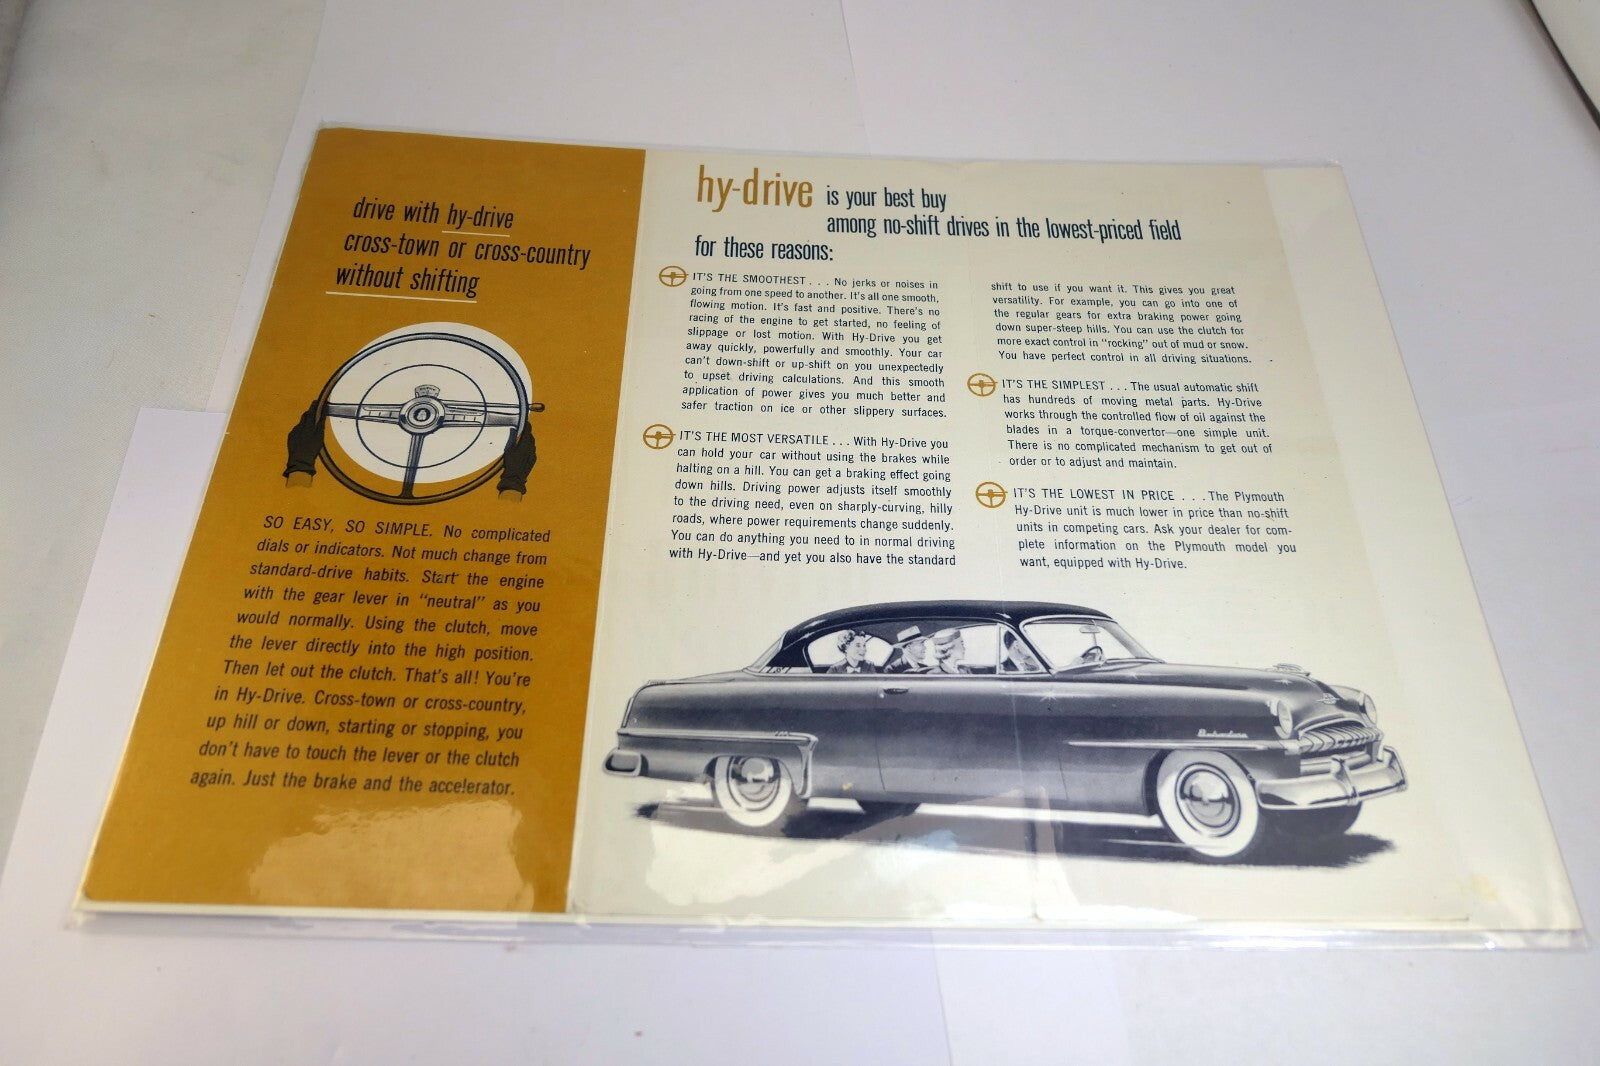 drive with hy-drive
cross-town or cross-country
without shifting
SO EASY, SO SIMPLE. No complicated
dials or indicators. Not much change from
standard-drive habits. Start the engine
with the gear lever in "neutral" as you
would normally. Using the clutch, move
the lever directly into the high position.
Then let out the clutch. That's all! You're
in Hy-Drive. Cross-town or cross-country,
up hill or down, starting or stopping, you
don't have to touch the lever or the clutch
again. Just the brake and the accelerator.
hy-drive is your best buy
among no-shift drives in the lowest-priced field
for these reasons:
IT'S THE SMOOTHEST . . . No jerks or noises in
going from one speed to another. It's all one smooth,
flowing motion. It's fast and positive. There's no
racing of the engine to get started, no feeling of
slippage or lost motion. With Hy-Drive you get
away quickly, powerfully and smoothly. Your car
can't down-shift or up-shift on you unexpectedly
to upset driving calculations. And this smooth
application of power gives you much better and
safer traction on ice or other slippery surfaces.
IT'S THE MOST VERSATILE . . . With Hy-Drive you
can hold your car without using the brakes while
halting on a hill. You can get a braking effect going
down hills. Driving power adjusts itself smoothly
to the driving need, even on sharply-curving, hilly
roads, where power requirements change suddenly.
You can do anything you need to in normal driving
with Hy-Drive—and yet you also have the standard
shift to use if you want it. This gives you great
versatility. For example, you can go into one of
the regular gears for extra braking power going
down super-steep hills. You can use the clutch for
more exact control in "rocking" out of mud or snow.
You have perfect control in all driving situations.
IT'S THE SIMPLEST . . . The usual automatic shift
has hundreds of moving metal parts. Hy-Drive
works through the controlled flow of oil against the
blades in a torque-convertor—one simple unit.
There is no complicated mechanism to get out of
order or to adjust and maintain.
IT'S THE LOWEST IN PRICE . . . The Plymouth
Hy-Drive unit is much lower in price than no-shift
units in competing cars. Ask your dealer for com-
plete information on the Plymouth model you
want, equipped with Hy-Drive.
Belvedere